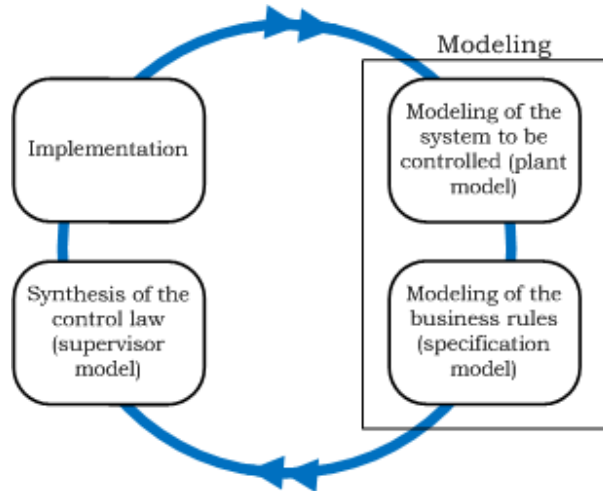 Modeling
Implementation
Modeling of the
system to be
controlled (plant
model)
Synthesis of the
control law
(supervisor
model)
Modeling of the
business rules
(specification
model)